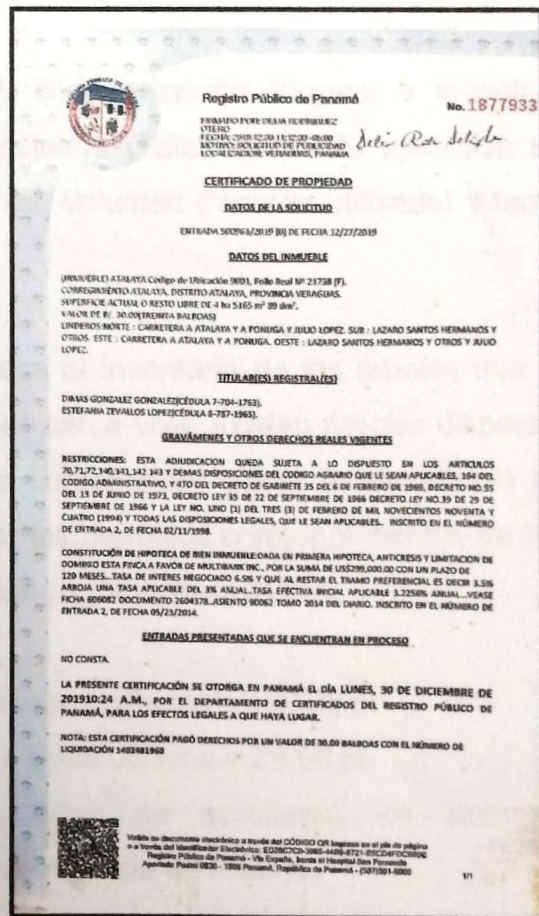 Registro Público de Panamá
No. 1877933
FIRMADO POR: DELIA RODRIGUEZ
OTERO
FECHA: 2019.12.30 11:12:20 -05:00
MOTIVO: SOLICITUD DE PUBLICIDAD
LOCALIZACION: VERAGUAS, PANAMA
CERTIFICADO DE PROPIEDAD
DATOS DE LA SOLICITUD
ENTRADA 500961/2019 (0) DE FECHA 12/27/2019
DATOS DEL INMUEBLE
(INMUEBLE) ATALAYA Código de Ubicación 9001, Folio Real Nº 21738 (F).
CORREGIMIENTO ATALAYA, DISTRITO ATALAYA, PROVINCIA VERAGUAS.
SUPERFICIE ACTUAL O RESTO LIBRE DE 4 ha 5165 m² 39 dm².
VALOR DE B/. 30.00(TREINTA BALBOAS)
LINDEROS:NORTE : CARRETERA A ATALAYA Y A PONUGA Y JULIO LOPEZ. SUR : LAZARO SANTOS HERMANOS Y
OTROS. ESTE : CARRETERA A ATALAYA Y A PONUGA. OESTE : LAZARO SANTOS HERMANOS Y OTROS Y JULIO
LOPEZ.
TITULAR(ES) REGISTRAL(ES)
DIMAS GONZALEZ GONZALEZ(CÉDULA 7-704-1763).
ESTEFANIA ZEVALLOS LOPEZ(CÉDULA 8-787-1965).
GRAVÁMENES Y OTROS DERECHOS REALES VIGENTES
RESTRICCIONES: ESTA ADJUDICACION QUEDA SUJETA A LO DISPUESTO EN LOS ARTICULOS
70,71,72,140,141,142 143 Y DEMAS DISPOSICIONES DEL CODIGO AGRARIO QUE LE SEAN APLICABLES, 164 DEL
CODIGO ADMINISTRATIVO, Y 4TO DEL DECRETO DE GABINETE 35 DEL 6 DE FEBRERO DE 1969, DECRETO NO.55
DEL 13 DE JUNIO DE 1973, DECRETO LEY 35 DE 22 DE SEPTIEMBRE DE 1966 DECRETO LEY NO.39 DE 29 DE
SEPTIEMBRE DE 1966 Y LA LEY NO. UNO (1) DEL TRES (3) DE FEBRERO DE MIL NOVECIENTOS NOVENTA Y
CUATRO (1994) Y TODAS LAS DISPOSICIONES LEGALES, QUE LE SEAN APLICABLES... INSCRITO EN EL NÚMERO
DE ENTRADA 2, DE FECHA 02/11/1998.
CONSTITUCIÓN DE HIPOTECA DE BIEN INMUEBLE:DADA EN PRIMERA HIPOTECA, ANTICRESIS Y LIMITACION DE
DOMINIO ESTA FINCA A FAVOR DE MULTIBANK INC., POR LA SUMA DE US$299,000.00 CON UN PLAZO DE
120 MESES...TASA DE INTERES NEGOCIADO 6.5% Y QUE AL RESTAR EL TRAMO PREFERENCIAL ES DECIR 3.5%
ARROJA UNA TASA APLICABLE DEL 3% ANUAL..TASA EFECTIVA INICIAL APLICABLE 3.2256% ANUAL...VEASE
FICHA 606082 DOCUMENTO 2604378..ASIENTO 90062 TOMO 2014 DEL DIARIO. INSCRITO EN EL NÚMERO DE
ENTRADA 2, DE FECHA 05/23/2014.
ENTRADAS PRESENTADAS QUE SE ENCUENTRAN EN PROCESO
NO CONSTA.
LA PRESENTE CERTIFICACIÓN SE OTORGA EN PANAMÁ EL DÍA LUNES, 30 DE DICIEMBRE DE
201910:24 A.M., POR EL DEPARTAMENTO DE CERTIFICADOS DEL REGISTRO PÚBLICO DE
PANAMÁ, PARA LOS EFECTOS LEGALES A QUE HAYA LUGAR.
NOTA: ESTA CERTIFICACIÓN PAGÓ DERECHOS POR UN VALOR DE 30.00 BALBOAS CON EL NÚMERO DE
LIQUIDACIÓN 1402481960
Valide su documento electrónico a través del CÓDIGO QR impreso en el pie de página
o a través del Identificador Electrónico:
Registro Público de Panamá - Vía España, frente al Hospital San Fernando
Apartado Postal 0830 - 1596 Panamá, República de Panamá - (507)501-6000
1/1